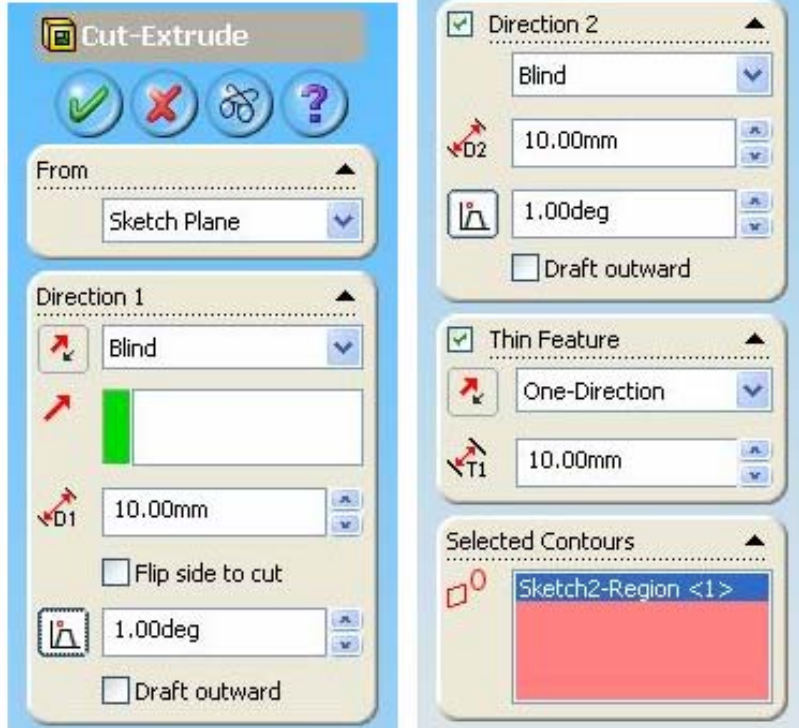 Cut-Extrude
?
From
Sketch Plane
Direction 1
Blind
D1
10.00mm
Flip side to cut
1.00deg
Draft outward
Direction 2
Blind
D2
10.00mm
1.00deg
Draft outward
Thin Feature
One-Direction
T1
10.00mm
Selected Contours
Sketch2-Region <1>